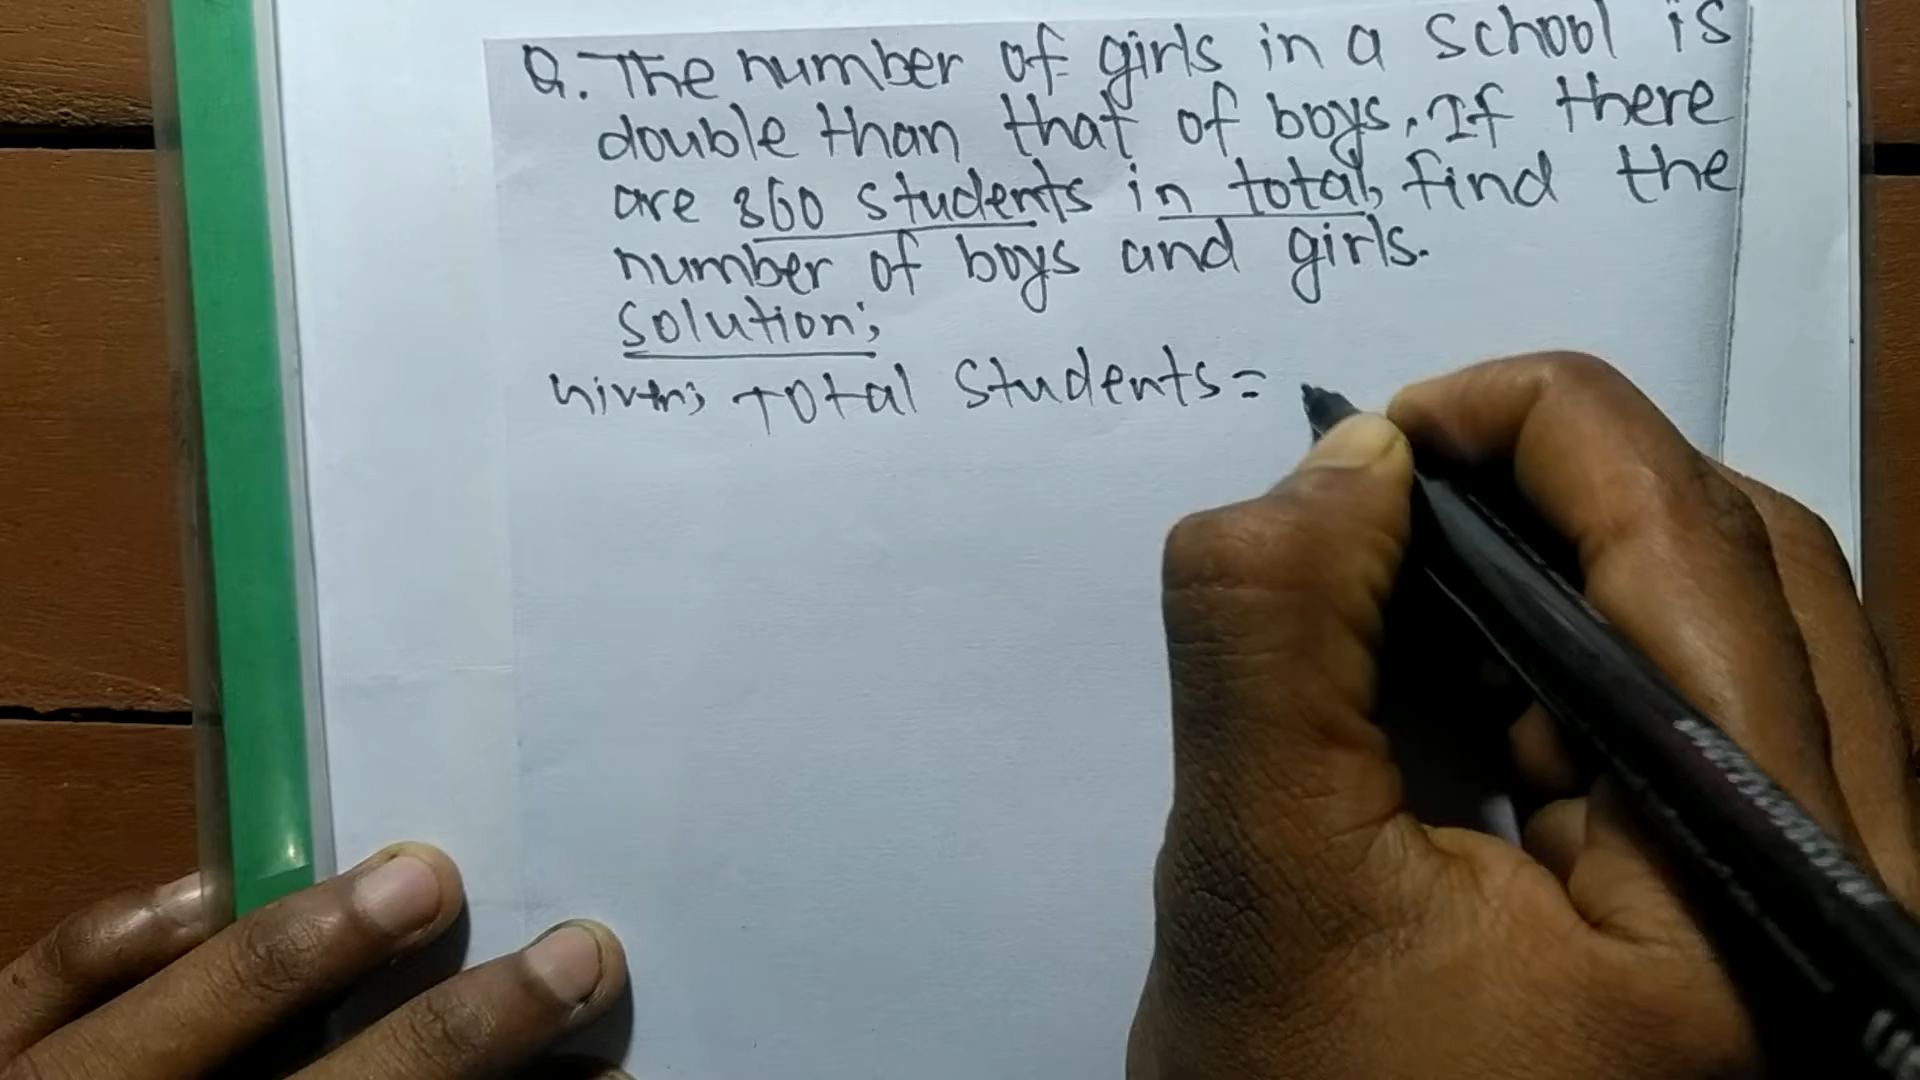 Q. The number of girls in a school is
double than that of boys. If there
are 360 students in total, find the
number of boys and girls.
Solution;
Given; Total Students =